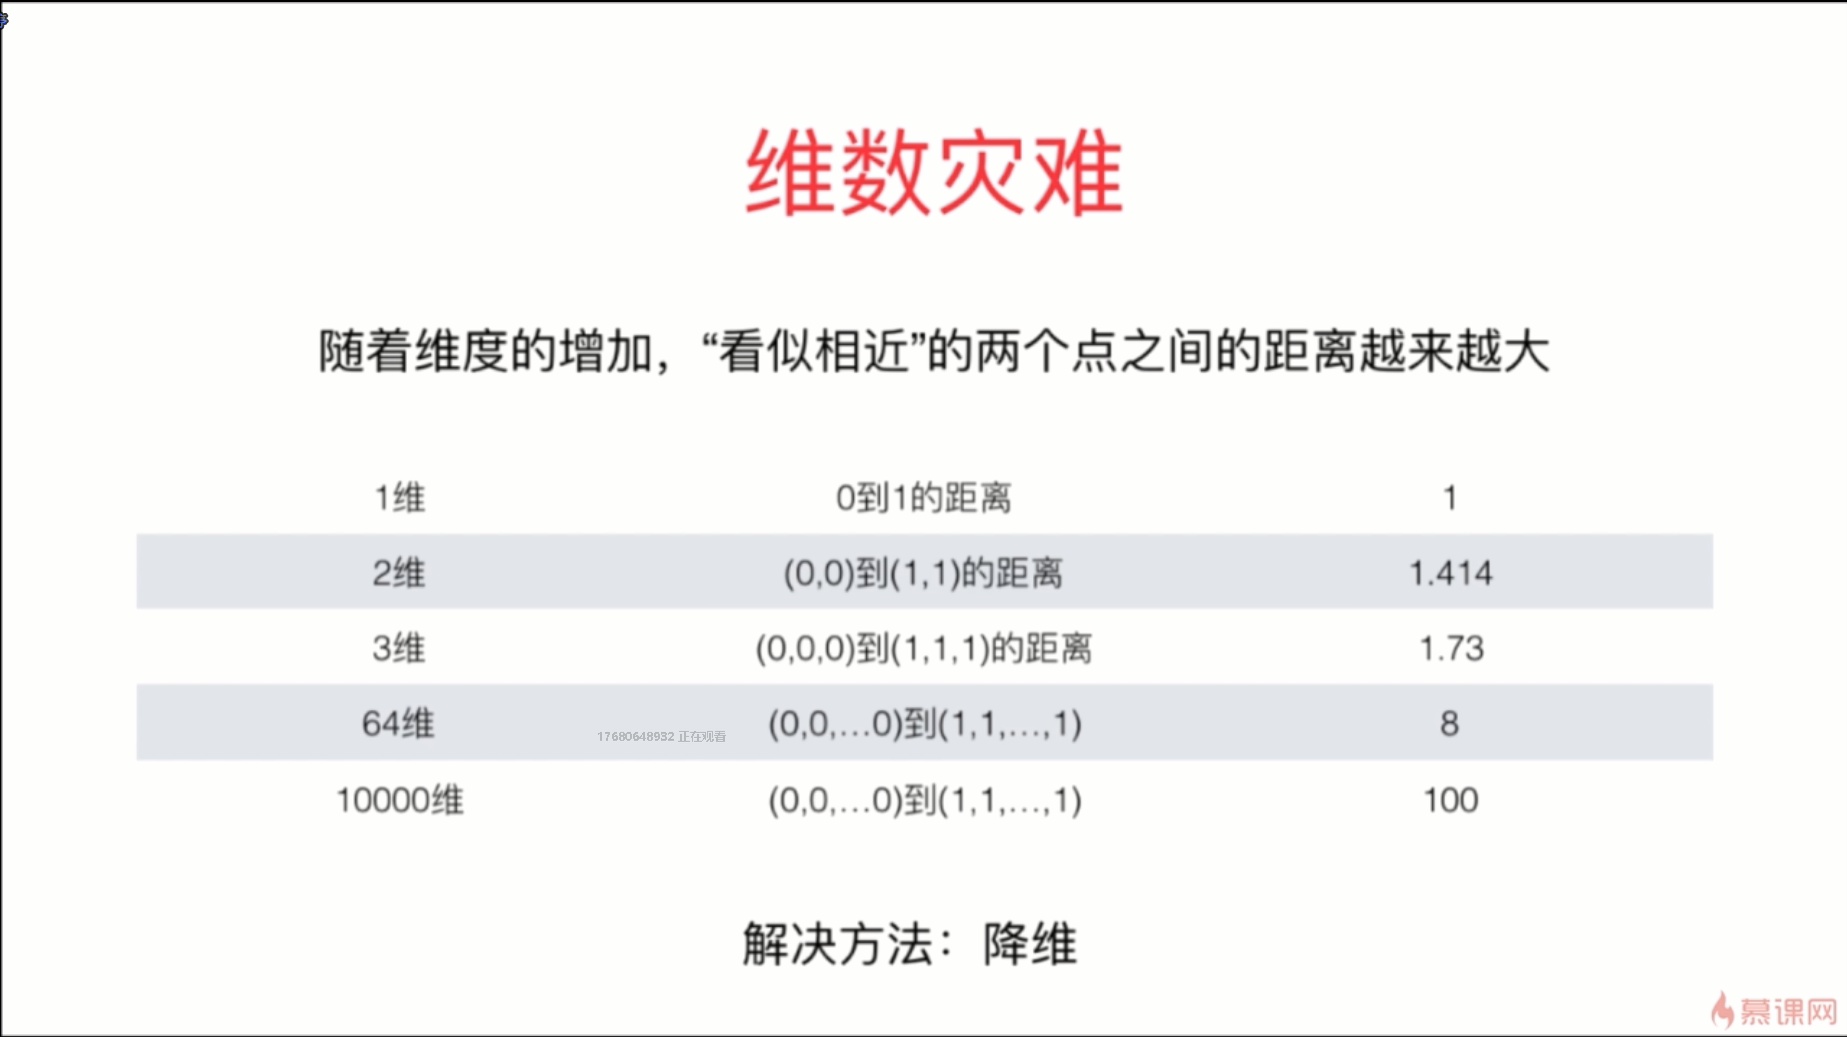 维数灾难
随着维度的增加，“看似相近”的两个点之间的距离越来越大
1维 0到1的距离 1
2维 (0,0)到(1,1)的距离 1.414
3维 (0,0,0)到(1,1,1)的距离 1.73
64维 (0,0,…0)到(1,1,…,1) 8
17680648932 正在观看
10000维 (0,0,…0)到(1,1,…,1) 100
解决方法：降维
慕课网